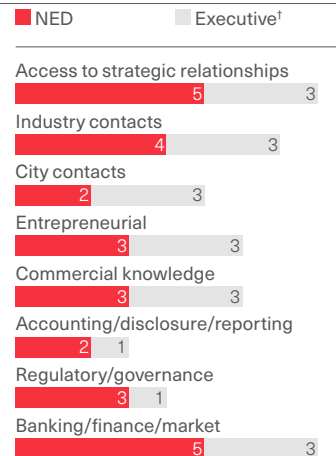 NED Executive†
Access to strategic relationships
5 3
Industry contacts
4 3
City contacts
2 3
Entrepreneurial
3 3
Commercial knowledge
3 3
Accounting/disclosure/reporting
2 1
Regulatory/governance
3 1
Banking/finance/market
5 3